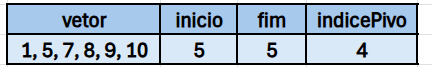 vetor inicio fim indicePivo
1, 5, 7, 8, 9, 10 5 5 4